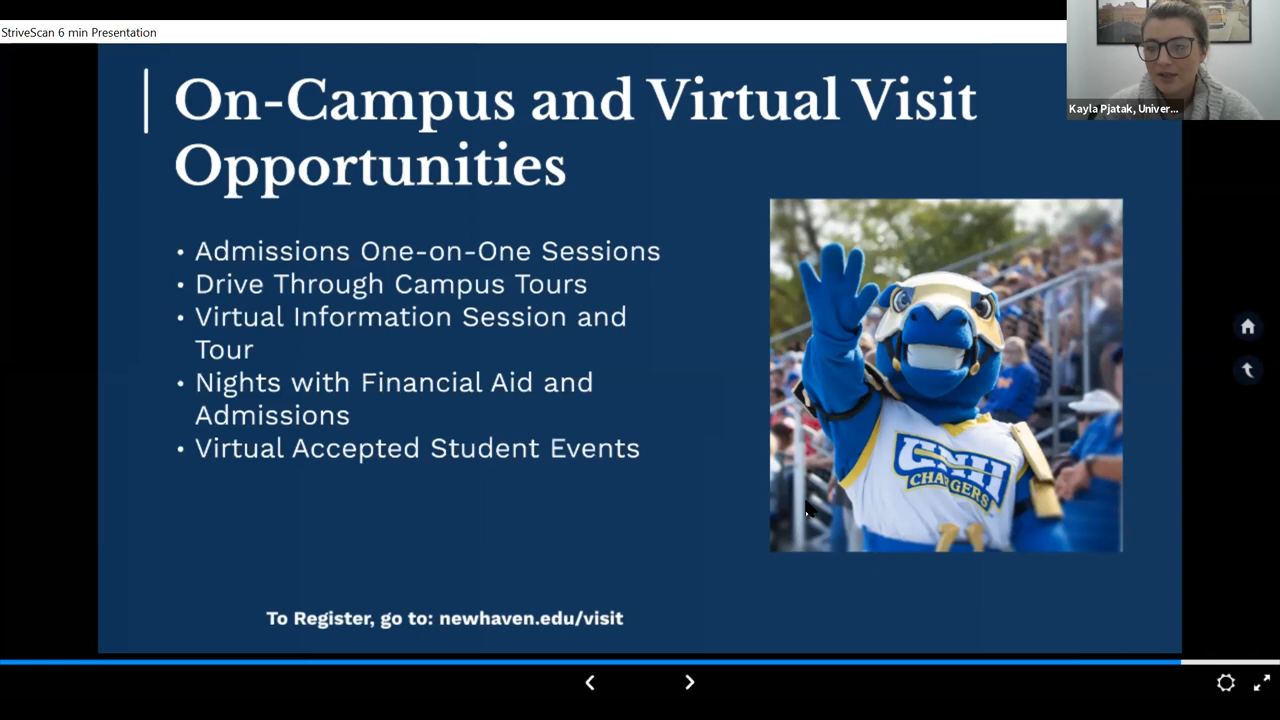 StriveScan 6 min Presentation
Kayla Pjatak, Univer...
On-Campus and Virtual Visit
Opportunities
• Admissions One-on-One Sessions
• Drive Through Campus Tours
• Virtual Information Session and
Tour
• Nights with Financial Aid and
Admissions
• Virtual Accepted Student Events
UNH
CHARGERS
To Register, go to: newhaven.edu/visit